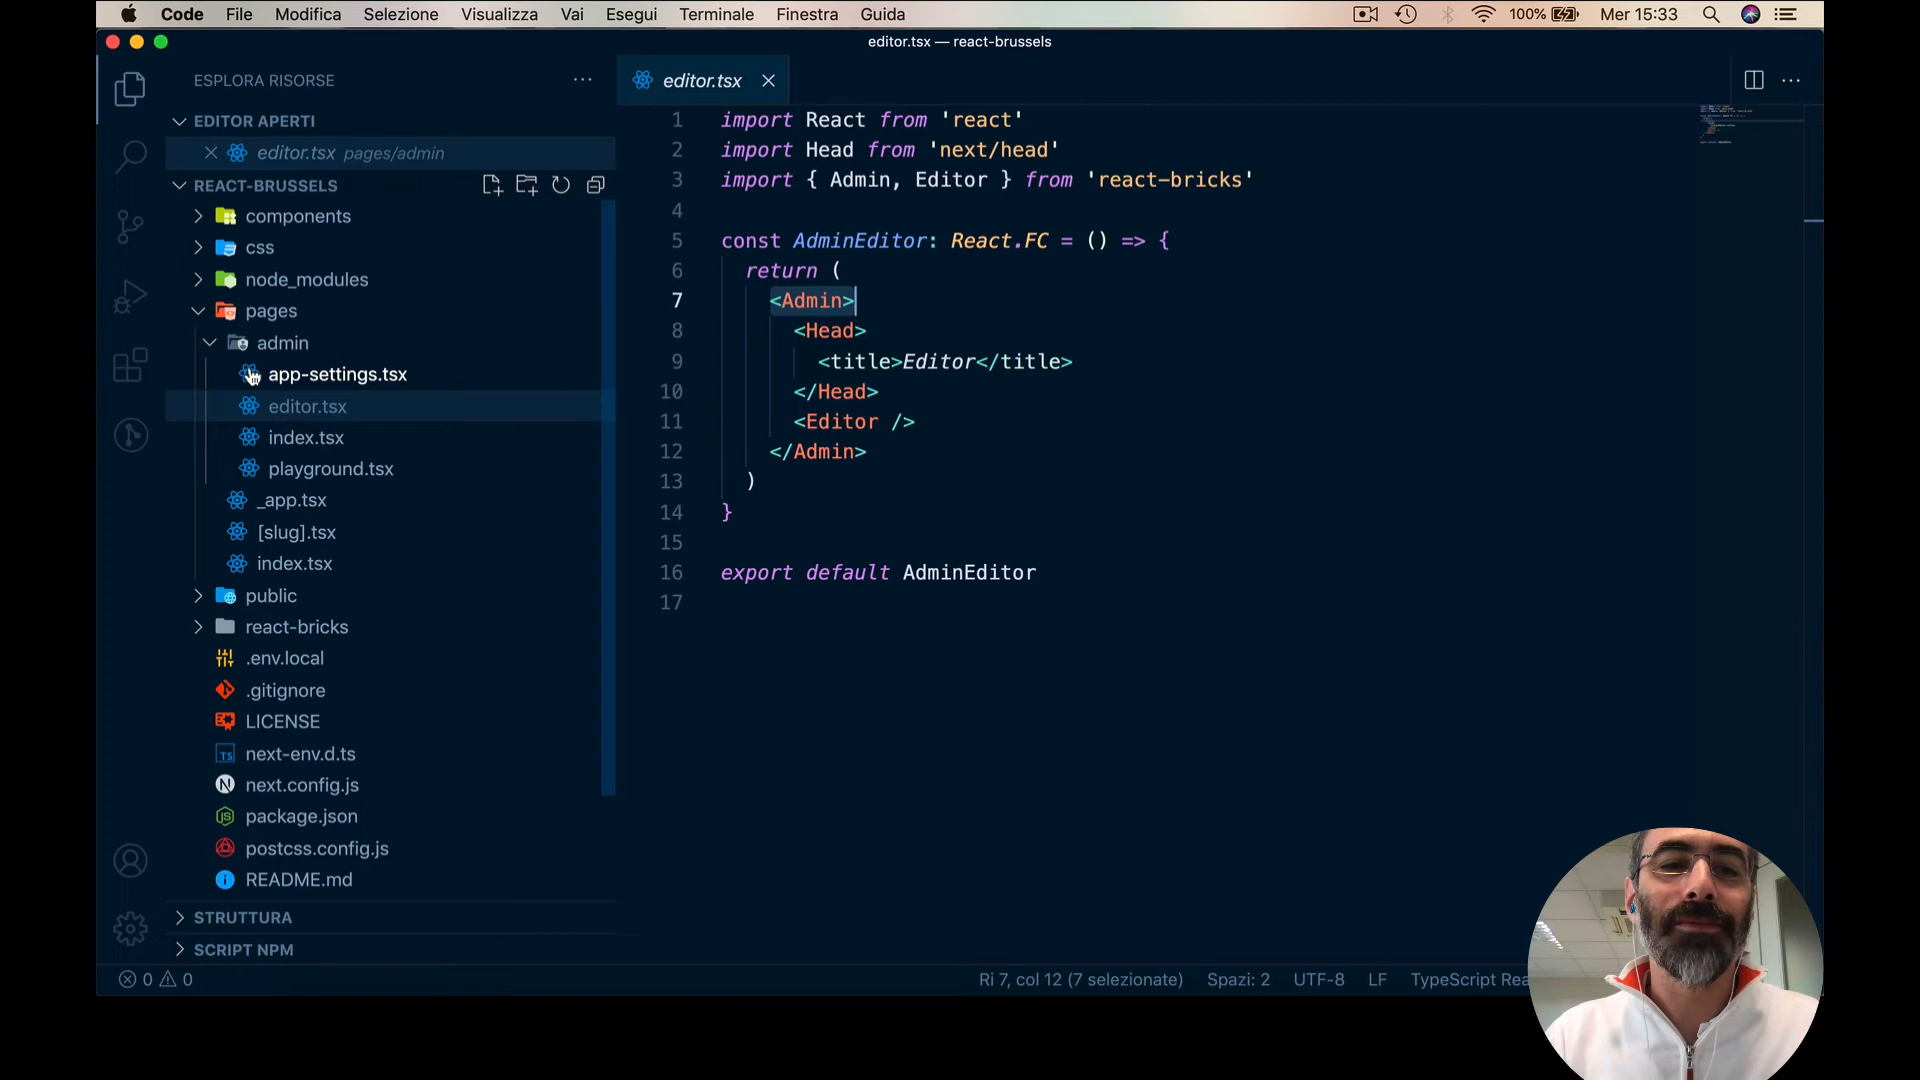 Code File Modifica Selezione Visualizzazione Vai Esegui Terminale Finestra Guida 100% Mer 15:33
editor.tsx — react-brussels
ESPLORA RISORSE
editor.tsx
EDITOR APERTI
editor.tsx pages/admin
REACT-BRUSSELS
components
css
node_modules
pages
admin
app-settings.tsx
editor.tsx
index.tsx
playground.tsx
_app.tsx
[slug].tsx
index.tsx
public
react-bricks
.env.local
.gitignore
LICENSE
TS next-env.d.ts
N next.config.js
JS package.json
postcss.config.js
i README.md
STRUTTURA
SCRIPT NPM
1 import React from 'react'
2 import Head from 'next/head'
3 import { Admin, Editor } from 'react-bricks'
4
5 const AdminEditor: React.FC = () => {
6 return (
7 <Admin>
8 <Head>
9 <title>Editor</title>
10 </Head>
11 <Editor />
12 </Admin>
13 )
14 }
15
16 export default AdminEditor
17
0 0 Ri 7, col 12 (7 selezionate) Spazi: 2 UTF-8 LF TypeScript Rea